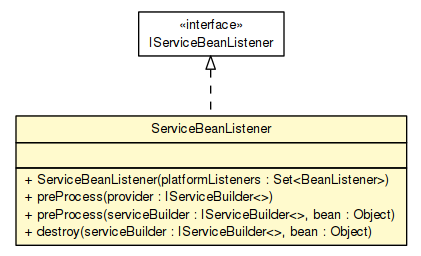 «interface»
IServiceBeanListener
ServiceBeanListener
+ ServiceBeanListener(platformListeners : Set<BeanListener>)
+ preProcess(provider : IServiceBuilder<>)
+ preProcess(serviceBuilder : IServiceBuilder<>, bean : Object)
+ destroy(serviceBuilder : IServiceBuilder<>, bean : Object)